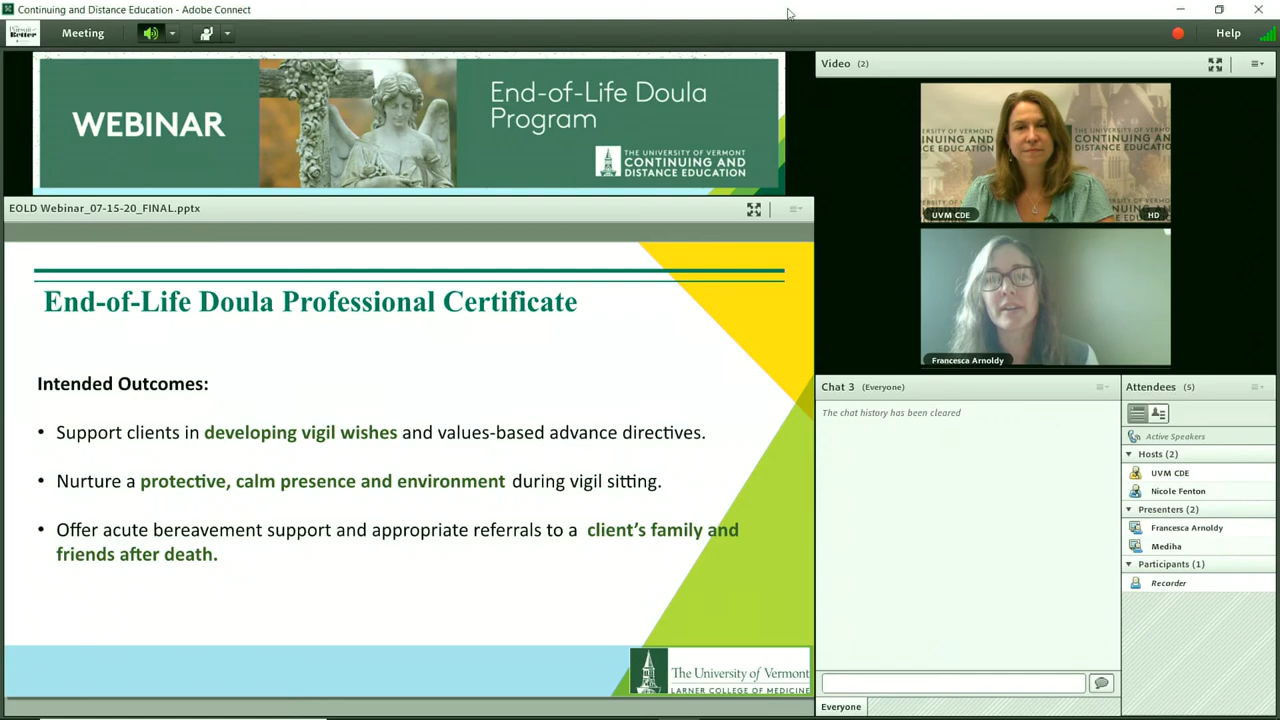 Continuing and Distance Education - Adobe Connect
Meeting
Help
WEBINAR
End-of-Life Doula
Program
THE UNIVERSITY OF VERMONT
CONTINUING AND
DISTANCE EDUCATION
Video (2)
UVM CDE
HD
Francesca Arnoldy
EOLD Webinar_07-15-20_FINAL.pptx
End-of-Life Doula Professional Certificate
Intended Outcomes:
• Support clients in developing vigil wishes and values-based advance directives.
• Nurture a protective, calm presence and environment during vigil sitting.
• Offer acute bereavement support and appropriate referrals to a client's family and
friends after death.
The University of Vermont
LARNER COLLEGE OF MEDICINE
Chat 3 (Everyone)
The chat history has been cleared
Everyone
Attendees (5)
Active Speakers
Hosts (2)
UVM CDE
Nicole Fenton
Presenters (2)
Francesca Arnoldy
Mediha
Participants (1)
Recorder